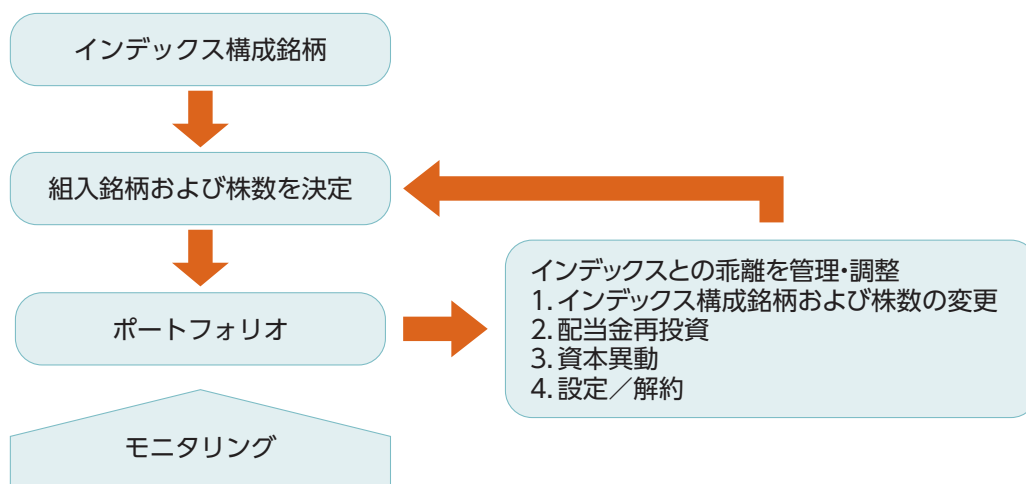 インデックス構成銘柄
組入銘柄および株数を決定
ポートフォリオ
インデックスとの乖離を管理・調整
1. インデックス構成銘柄および株数の変更
2. 配当金再投資
3. 資本異動
4. 設定／解約
モニタリング